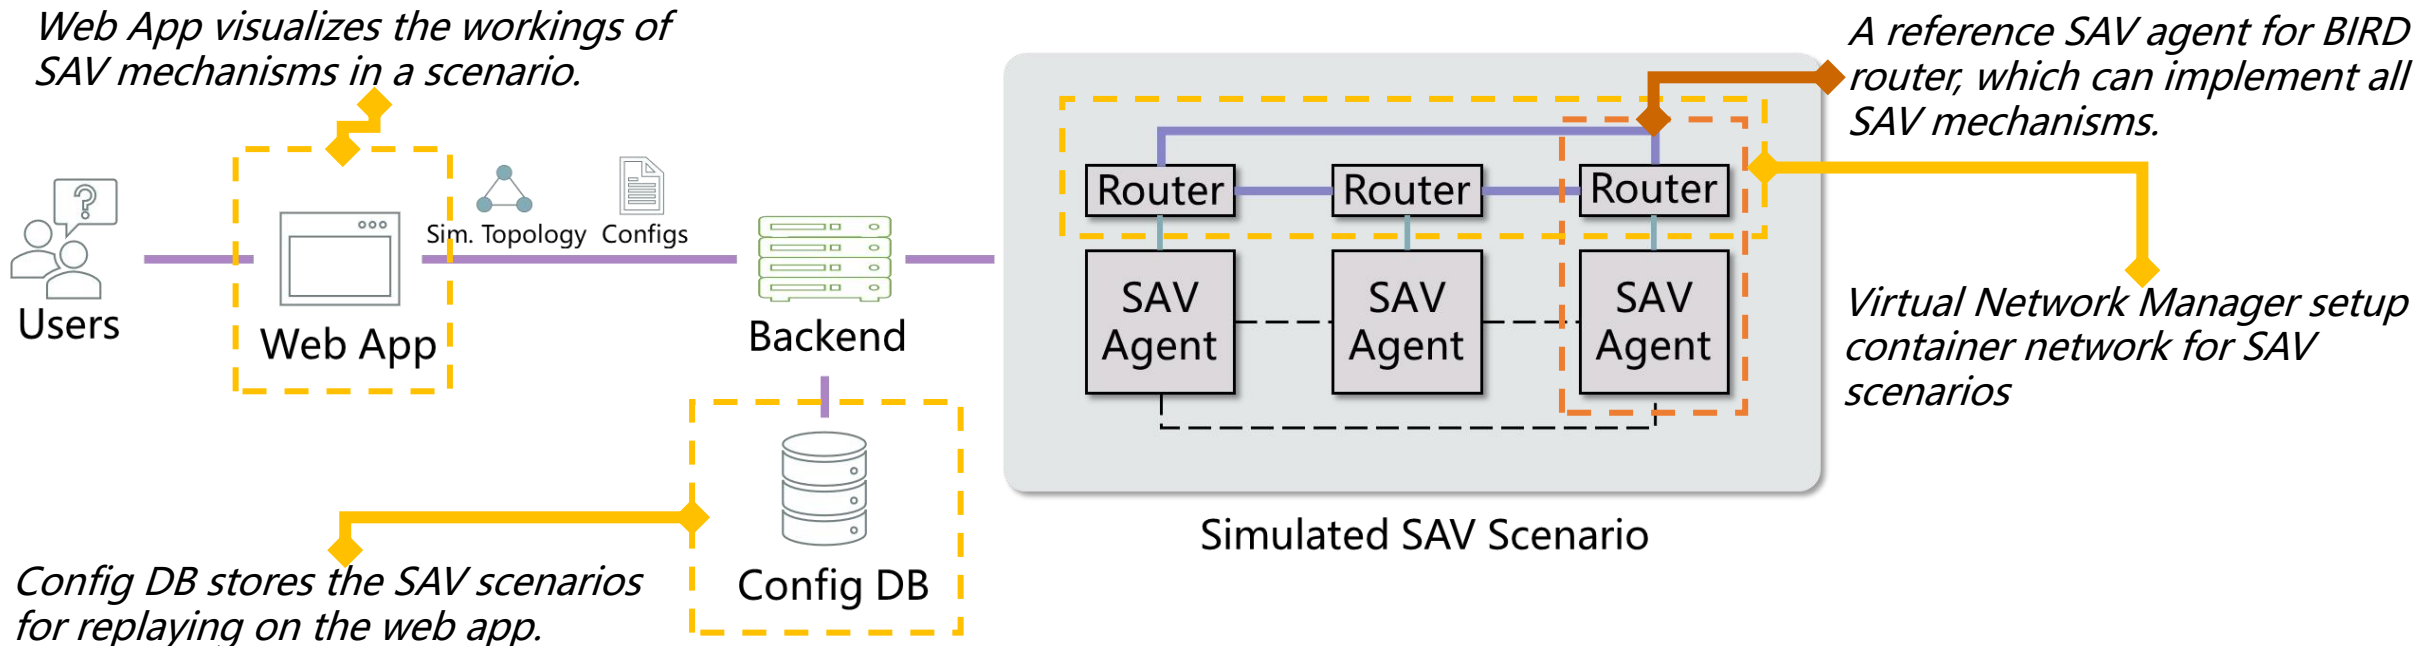 Web App visualizes the workings of
SAV mechanisms in a scenario.
A reference SAV agent for BIRD
router, which can implement all
SAV mechanisms.
?
Sim. Topology
Configs
Users
Web App
Backend
Router
Router
Router
SAV
Agent
SAV
Agent
SAV
Agent
Virtual Network Manager setup
container network for SAV
scenarios
Simulated SAV Scenario
Config DB
Config DB stores the SAV scenarios
for replaying on the web app.